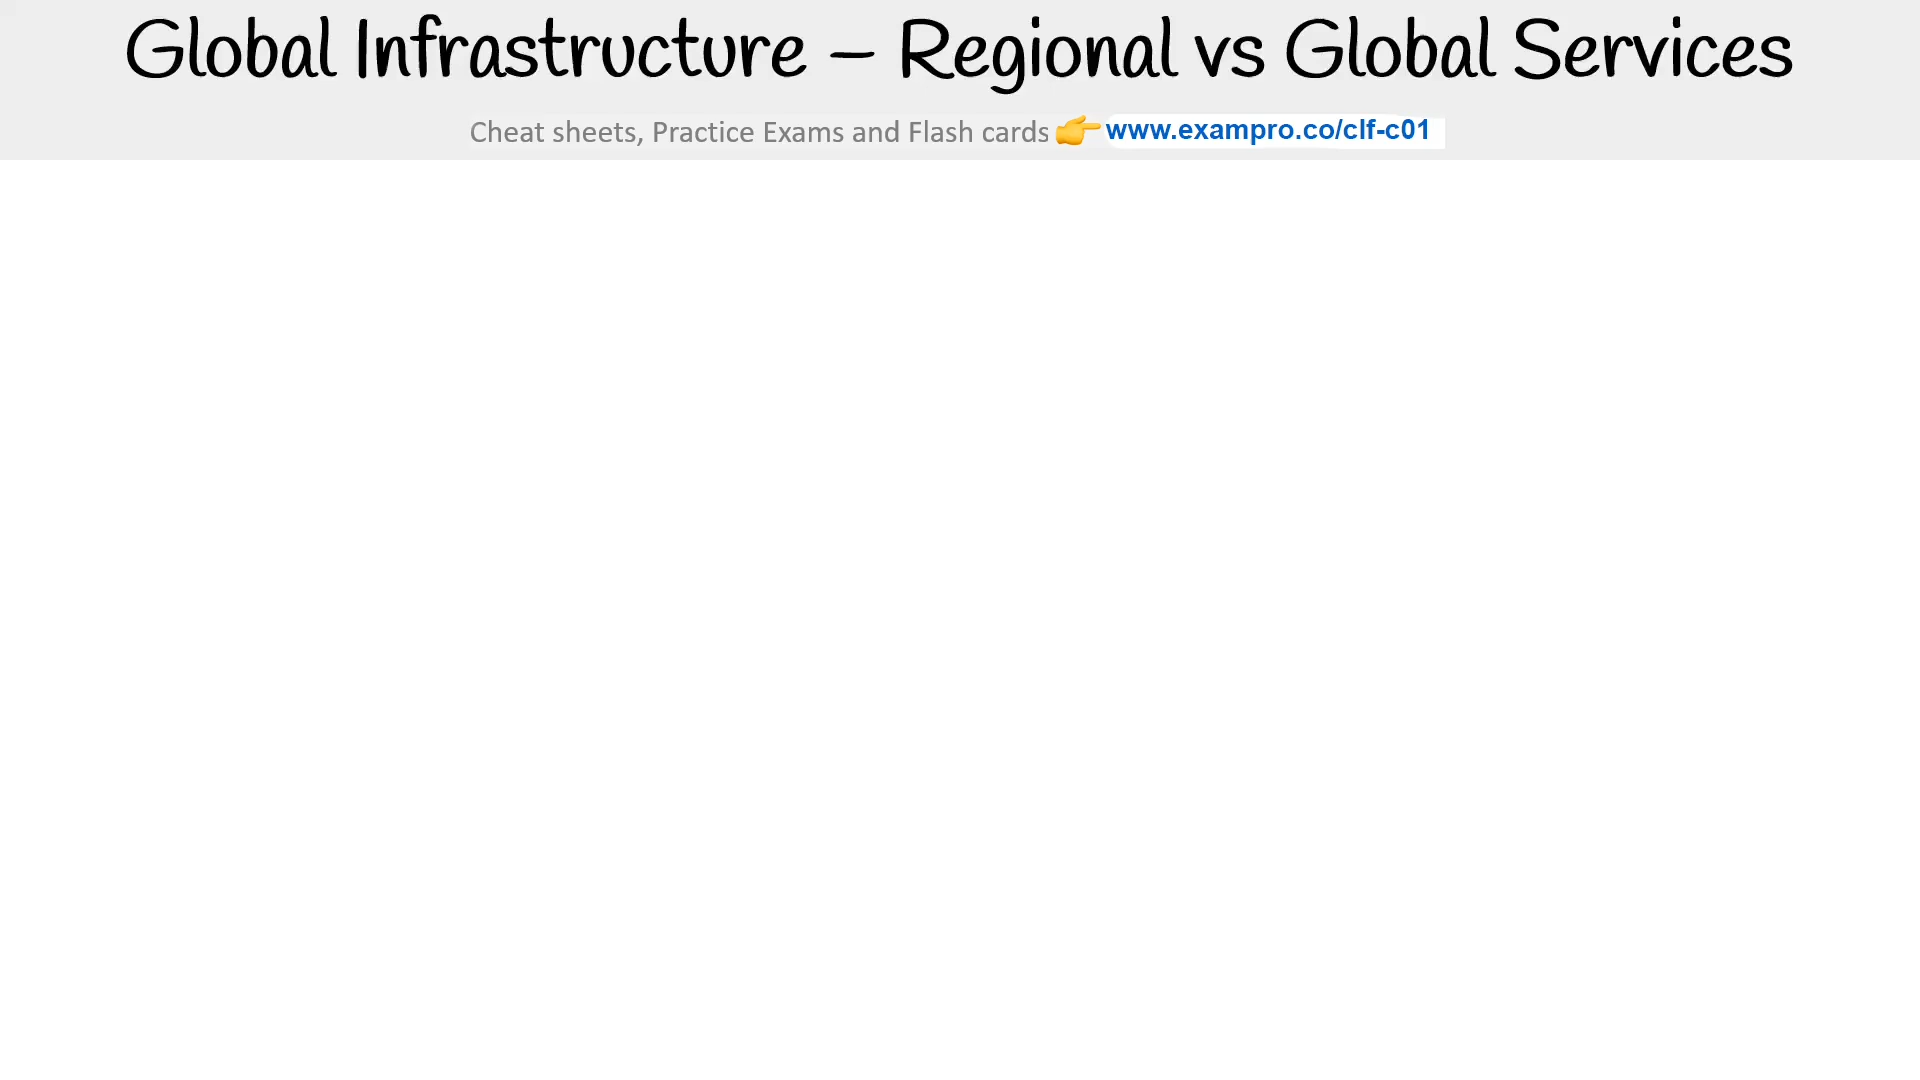 Global Infrastructure – Regional vs Global Services
Cheat sheets, Practice Exams and Flash cards 👉 www.exampro.co/clf-c01